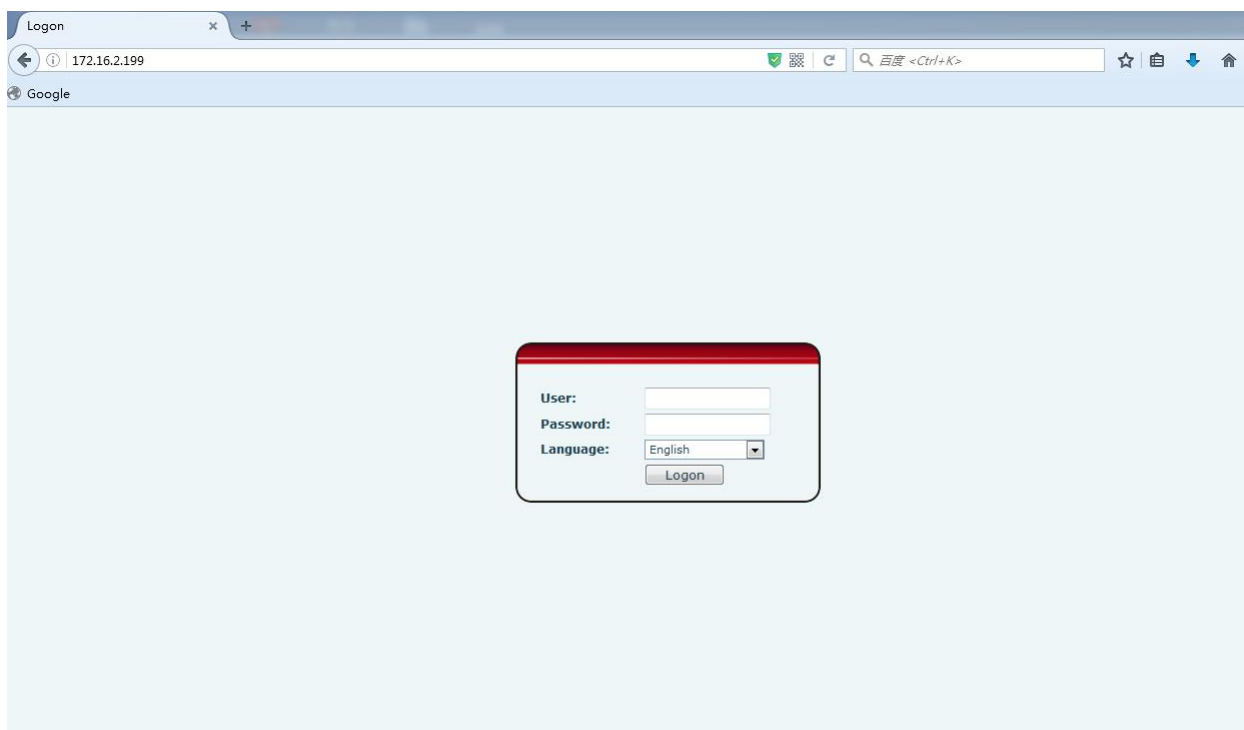 Logon
172.16.2.199
百度 <Ctrl+K>
Google
User:
Password:
Language: English
Logon